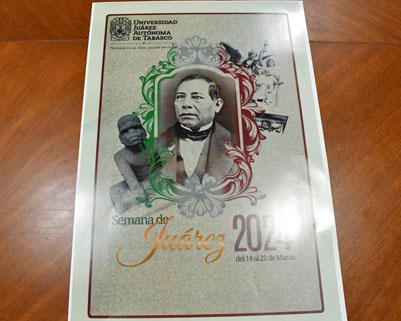 UNIVERSIDAD
JUÁREZ
AUTÓNOMA
DE TABASCO
Semana de
Juárez 2024
del 14 al 22 de Marzo